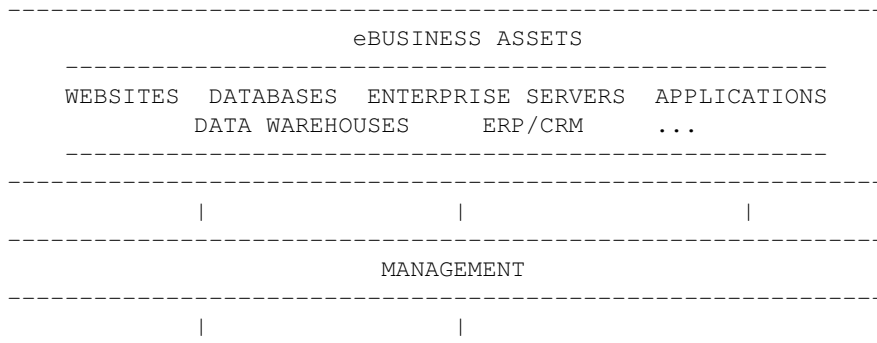 eBUSINESS ASSETS
WEBSITES DATABASES ENTERPRISE SERVERS APPLICATIONS
DATA WAREHOUSES ERP/CRM ...
MANAGEMENT